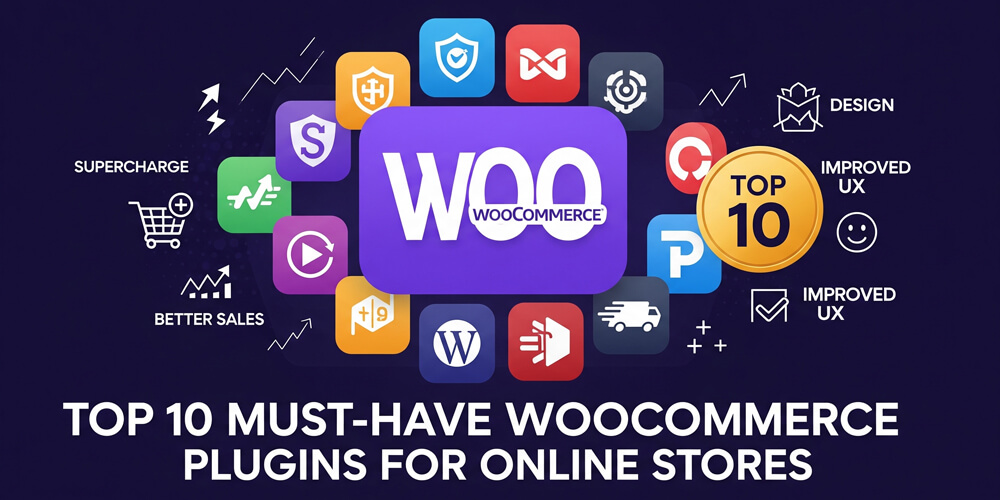 SUPERCHARGE
BETTER SALES
S
WOO
WOOCOMMERCE
W
P
TOP
10
DESIGN
IMPROVED
UX
IMPROVED
UX
TOP 10 MUST-HAVE WOOCOMMERCE
PLUGINS FOR ONLINE STORES